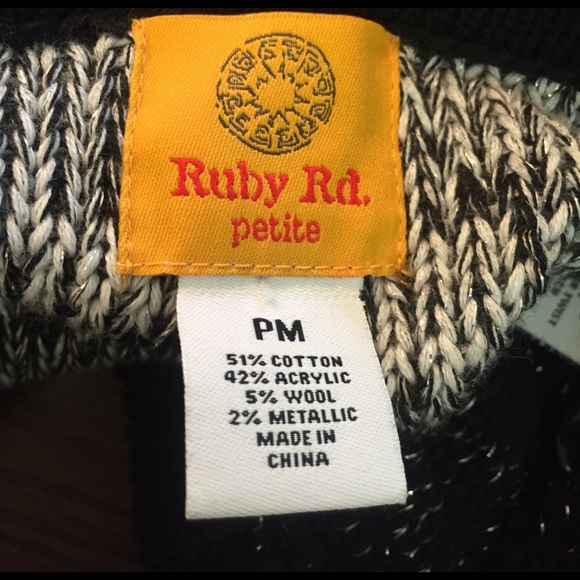 Ruby Rd.
petite
PM
51% COTTON
42% ACRYLIC
5% WOOL
2% METALLIC
MADE IN
CHINA